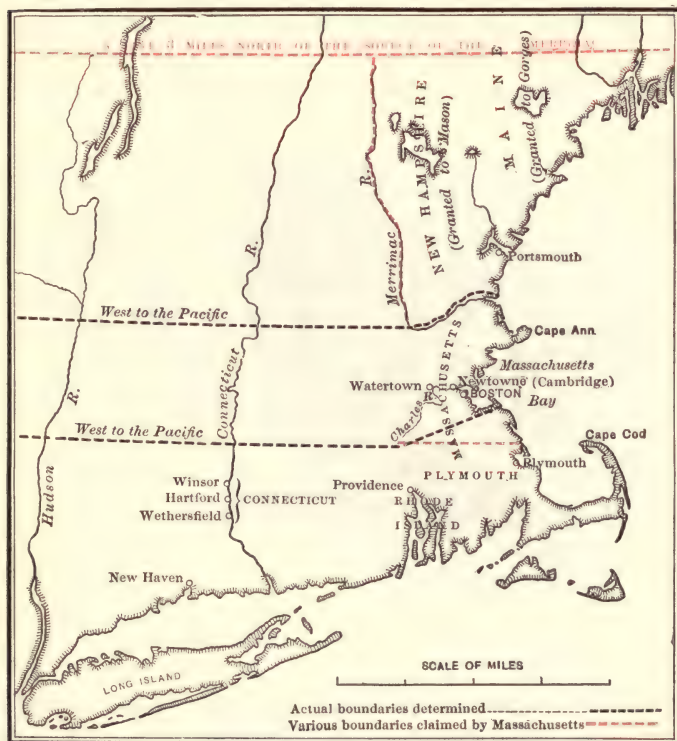 3 MILES NORTH OF THE SOURCE OF THE
NEW HAMPSHIRE
(Granted to Mason)
MAINE
(Granted to Gorges)
R.
Merrimac
Portsmouth
R.
West to the Pacific
Cape Ann
Connecticut
MASSACHUSETTS
Massachusetts
Bay
Watertown
Newtowne (Cambridge)
BOSTON
Charles
R.
R.
West to the Pacific
Cape Cod
Plymouth
PLYMOUTH
Hudson
Winsor
Hartford
Wethersfield
CONNECTICUT
Providence
RHODE
ISLAND
New Haven
LONG ISLAND
SCALE OF MILES
Actual boundaries determined
Various boundaries claimed by Massachusetts